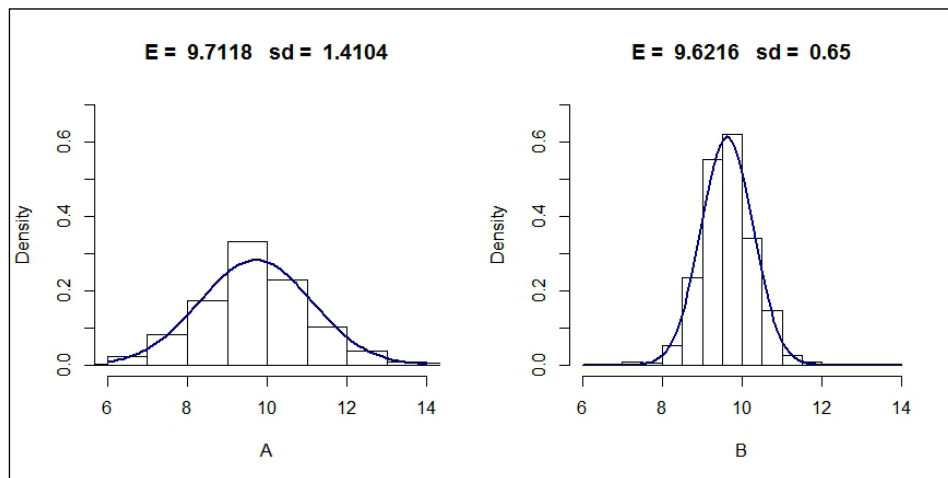 E = 9.7118 sd = 1.4104
Density
0.0 0.2 0.4 0.6
6 8 10 12 14
A
E = 9.6216 sd = 0.65
Density
0.0 0.2 0.4 0.6
6 8 10 12 14
B